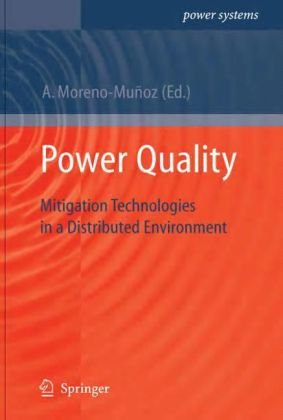 power systems
A. Moreno-Muñoz (Ed.)
Power Quality
Mitigation Technologies
in a Distributed Environment
Springer